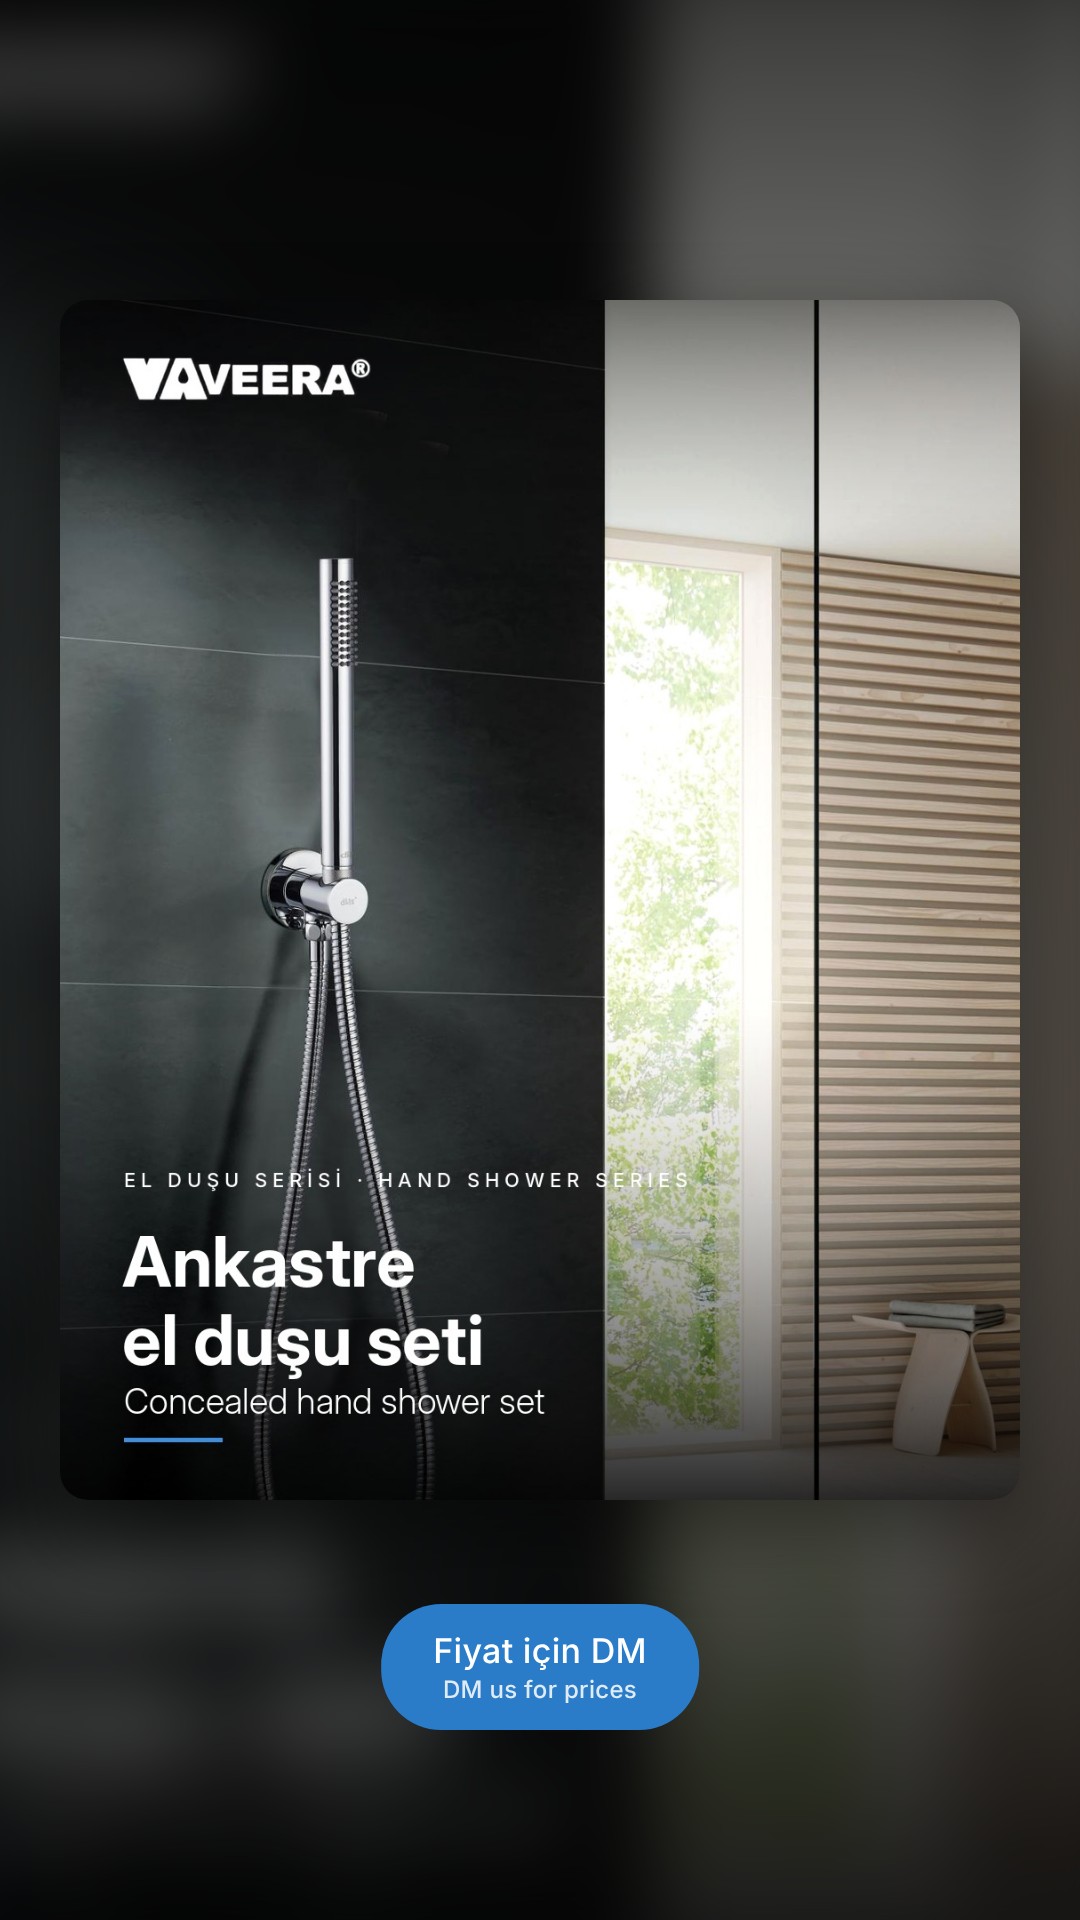 VAVEERA®
EL DUŞU SERİSİ · HAND SHOWER SERIES
Ankastre
el duşu seti
Concealed hand shower set
Fiyat için DM
DM us for prices